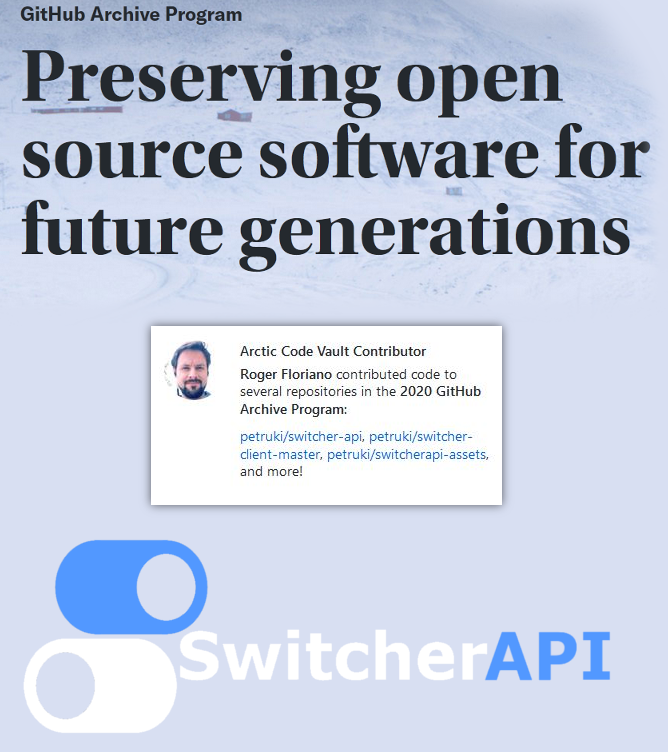 GitHub Archive Program
Preserving open
source software for
future generations
Arctic Code Vault Contributor
Roger Floriano contributed code to
several repositories in the 2020 GitHub
Archive Program:
petruki/switcher-api, petruki/switcher-
client-master, petruki/switcherapi-assets,
and more!
SwitcherAPI